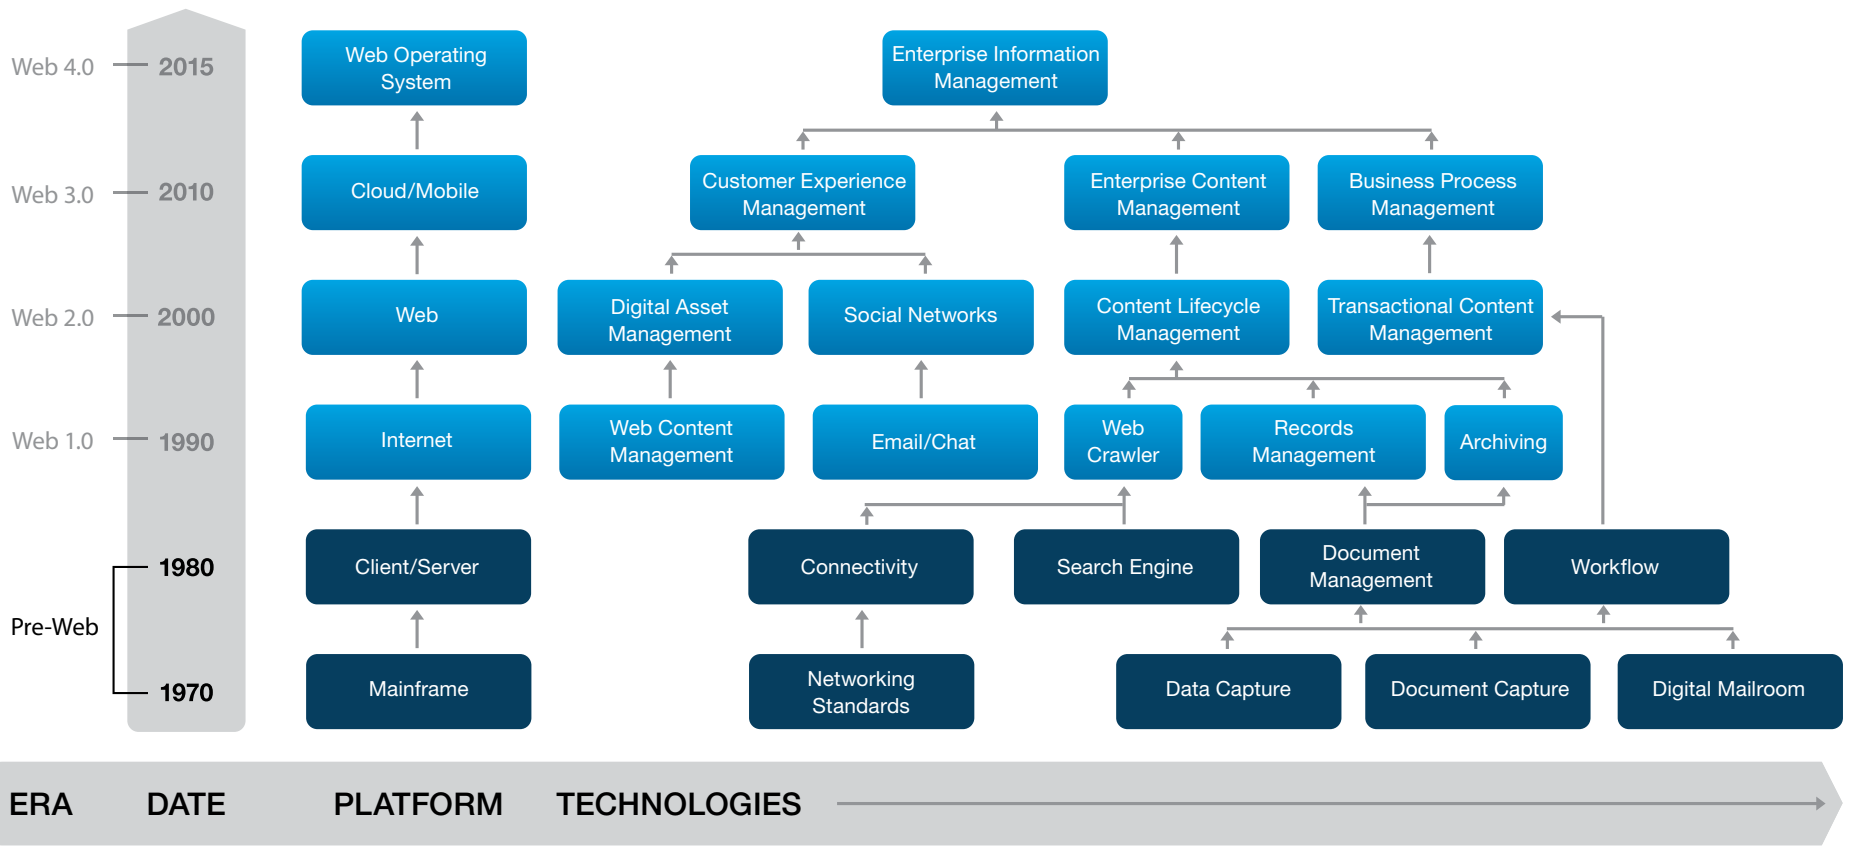 Web 4.0
2015
Web Operating
System
Enterprise Information
Management
Web 3.0
2010
Cloud/Mobile
Customer Experience
Management
Enterprise Content
Management
Business Process
Management
Web 2.0
2000
Web
Digital Asset
Management
Social Networks
Content Lifecycle
Management
Transactional Content
Management
Web 1.0
1990
Internet
Web Content
Management
Email/Chat
Web
Crawler
Records
Management
Archiving
Pre-Web
1980
Client/Server
Connectivity
Search Engine
Document
Management
Workflow
1970
Mainframe
Networking
Standards
Data Capture
Document Capture
Digital Mailroom
ERA
DATE
PLATFORM
TECHNOLOGIES